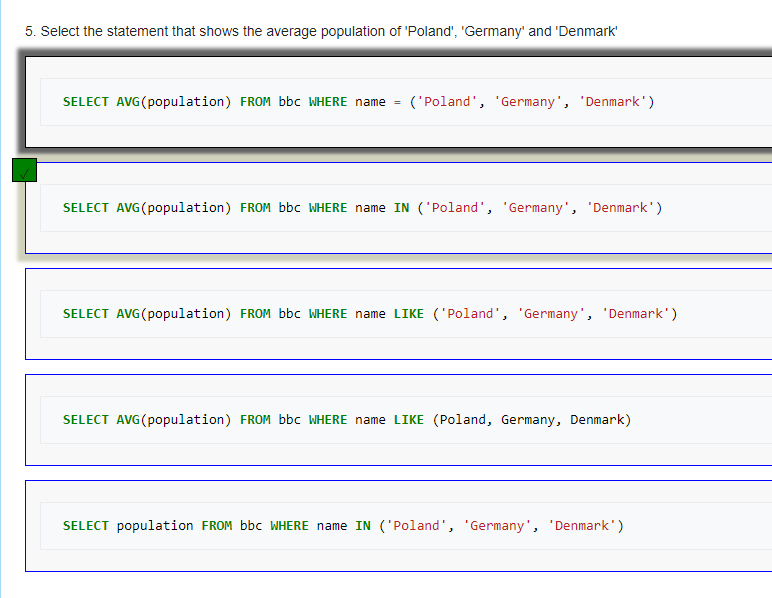 5. Select the statement that shows the average population of 'Poland', 'Germany' and 'Denmark'
SELECT AVG(population) FROM bbc WHERE name = ('Poland', 'Germany', 'Denmark')
SELECT AVG(population) FROM bbc WHERE name IN ('Poland', 'Germany', 'Denmark')
SELECT AVG(population) FROM bbc WHERE name LIKE ('Poland', 'Germany', 'Denmark')
SELECT AVG(population) FROM bbc WHERE name LIKE (Poland, Germany, Denmark)
SELECT population FROM bbc WHERE name IN ('Poland', 'Germany', 'Denmark')